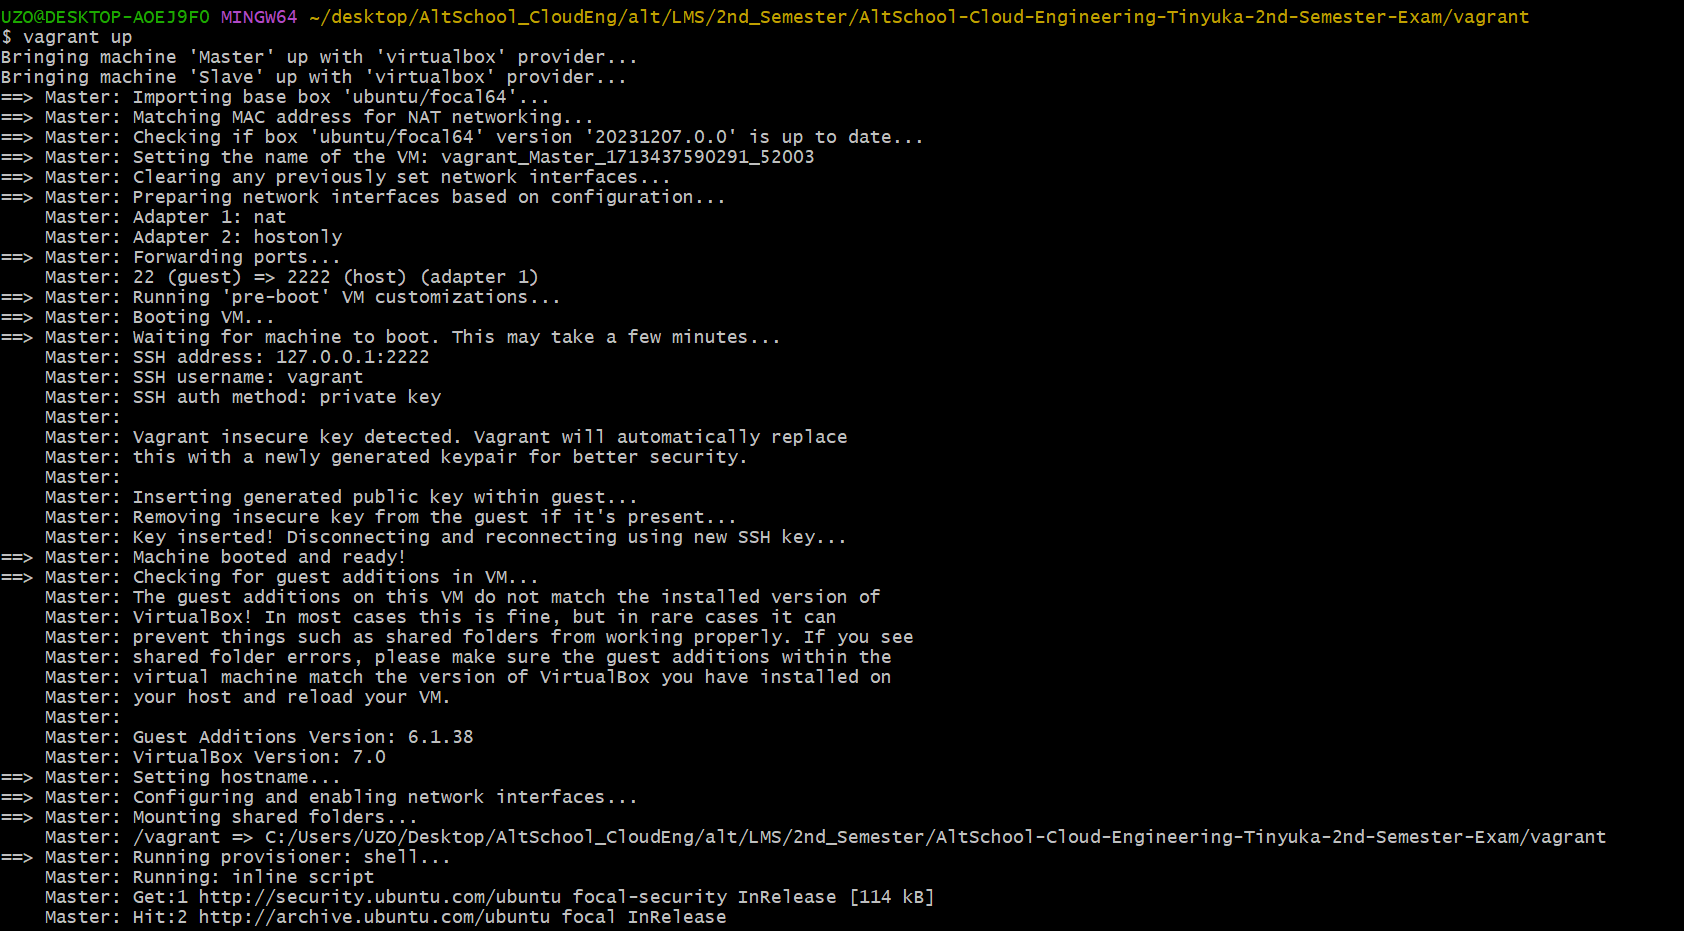 UZO@DESKTOP-AOEJ9F0 MINGW64 ~/desktop/AltSchool_CloudEng/alt/LMS/2nd_Semester/AltSchool-Cloud-Engineering-Tinyuka-2nd-Semester-Exam/vagrant
$ vagrant up
Bringing machine 'Master' up with 'virtualbox' provider...
Bringing machine 'Slave' up with 'virtualbox' provider...
==> Master: Importing base box 'ubuntu/focal64'...
==> Master: Matching MAC address for NAT networking...
==> Master: Checking if box 'ubuntu/focal64' version '20231207.0.0' is up to date...
==> Master: Setting the name of the VM: vagrant_Master_1713437590291_52003
==> Master: Clearing any previously set network interfaces...
==> Master: Preparing network interfaces based on configuration...
    Master: Adapter 1: nat
    Master: Adapter 2: hostonly
==> Master: Forwarding ports...
    Master: 22 (guest) => 2222 (host) (adapter 1)
==> Master: Running 'pre-boot' VM customizations...
==> Master: Booting VM...
==> Master: Waiting for machine to boot. This may take a few minutes...
    Master: SSH address: 127.0.0.1:2222
    Master: SSH username: vagrant
    Master: SSH auth method: private key
    Master:
    Master: Vagrant insecure key detected. Vagrant will automatically replace
    Master: this with a newly generated keypair for better security.
    Master:
    Master: Inserting generated public key within guest...
    Master: Removing insecure key from the guest if it's present...
    Master: Key inserted! Disconnecting and reconnecting using new SSH key...
==> Master: Machine booted and ready!
==> Master: Checking for guest additions in VM...
    Master: The guest additions on this VM do not match the installed version of
    Master: VirtualBox! In most cases this is fine, but in rare cases it can
    Master: prevent things such as shared folders from working properly. If you see
    Master: shared folder errors, please make sure the guest additions within the
    Master: virtual machine match the version of VirtualBox you have installed on
    Master: your host and reload your VM.
    Master:
    Master: Guest Additions Version: 6.1.38
    Master: VirtualBox Version: 7.0
==> Master: Setting hostname...
==> Master: Configuring and enabling network interfaces...
==> Master: Mounting shared folders...
    Master: /vagrant => C:/Users/UZO/Desktop/AltSchool_CloudEng/alt/LMS/2nd_Semester/AltSchool-Cloud-Engineering-Tinyuka-2nd-Semester-Exam/vagrant
==> Master: Running provisioner: shell...
    Master: Running: inline script
    Master: Get:1 http://security.ubuntu.com/ubuntu focal-security InRelease [114 kB]
    Master: Hit:2 http://archive.ubuntu.com/ubuntu focal InRelease